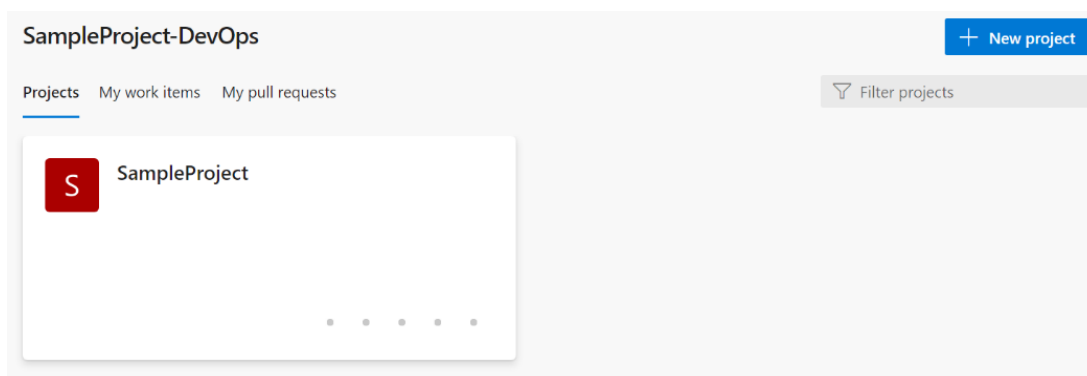 SampleProject-DevOps
New project
Projects My work items My pull requests
Filter projects
S
SampleProject